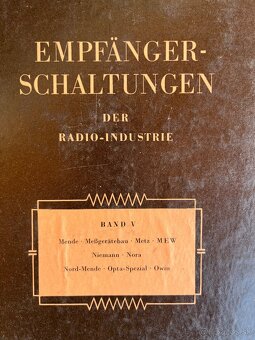 EMPFÄNGER-
SCHALTUNGEN
DER
RADIO-INDUSTRIE
BAND V
Mende · Meßgerätebau · Metz · MEW
Niemann · Nora
Nord-Mende · Opta-Spezial · Owin